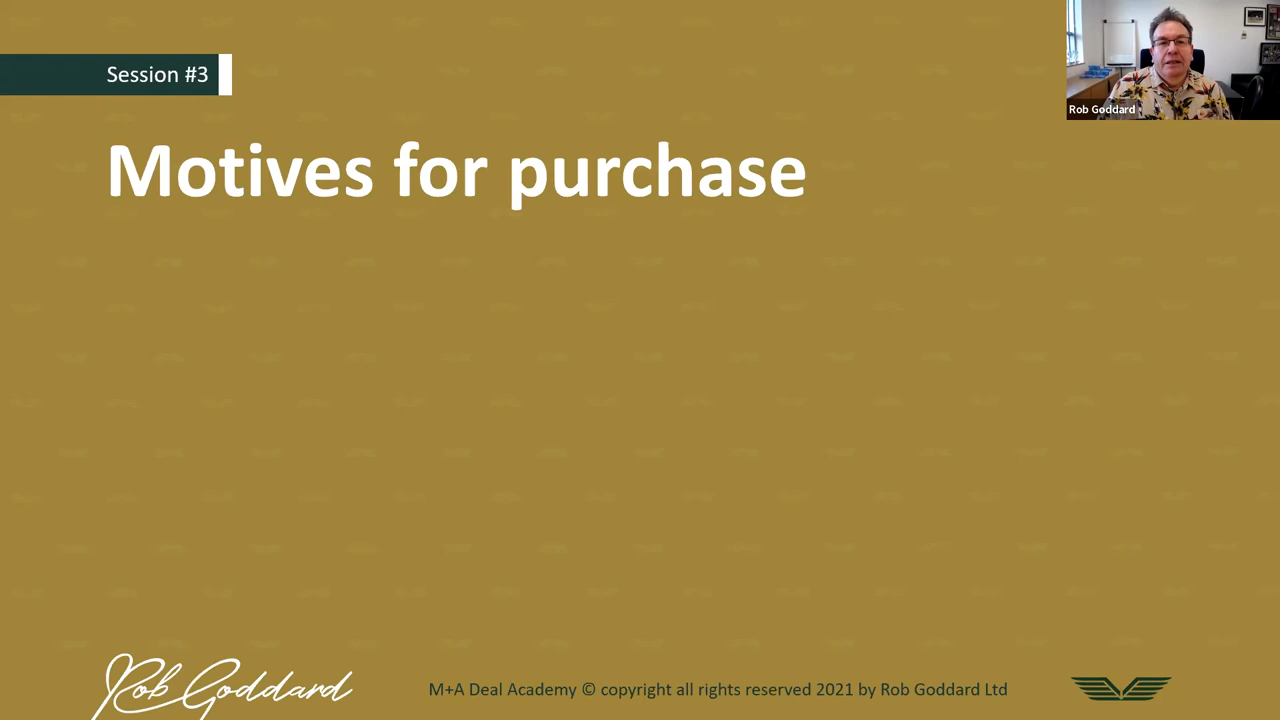 Session #3
Rob Goddard
Motives for purchase
Rob Goddard
M+A Deal Academy © copyright all rights reserved 2021 by Rob Goddard Ltd